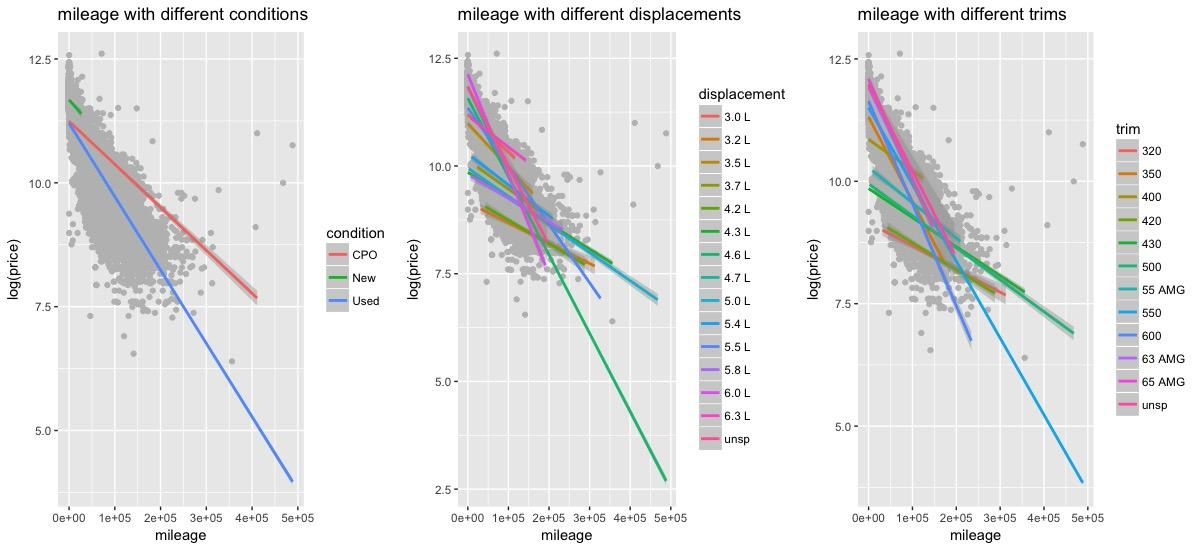 mileage with different conditions
12.5
10.0
7.5
5.0
log(price)
0e+00 1e+05 2e+05 3e+05 4e+05 5e+05
mileage
condition
CPO
New
Used
mileage with different displacements
12.5
10.0
7.5
5.0
2.5
log(price)
0e+00 1e+05 2e+05 3e+05 4e+05 5e+05
mileage
displacement
3.0 L
3.2 L
3.5 L
3.7 L
4.2 L
4.3 L
4.6 L
4.7 L
5.0 L
5.4 L
5.5 L
5.8 L
6.0 L
6.3 L
unsp
mileage with different trims
12.5
10.0
7.5
5.0
log(price)
0e+00 1e+05 2e+05 3e+05 4e+05 5e+05
mileage
trim
320
350
400
420
430
500
55 AMG
550
600
63 AMG
65 AMG
unsp